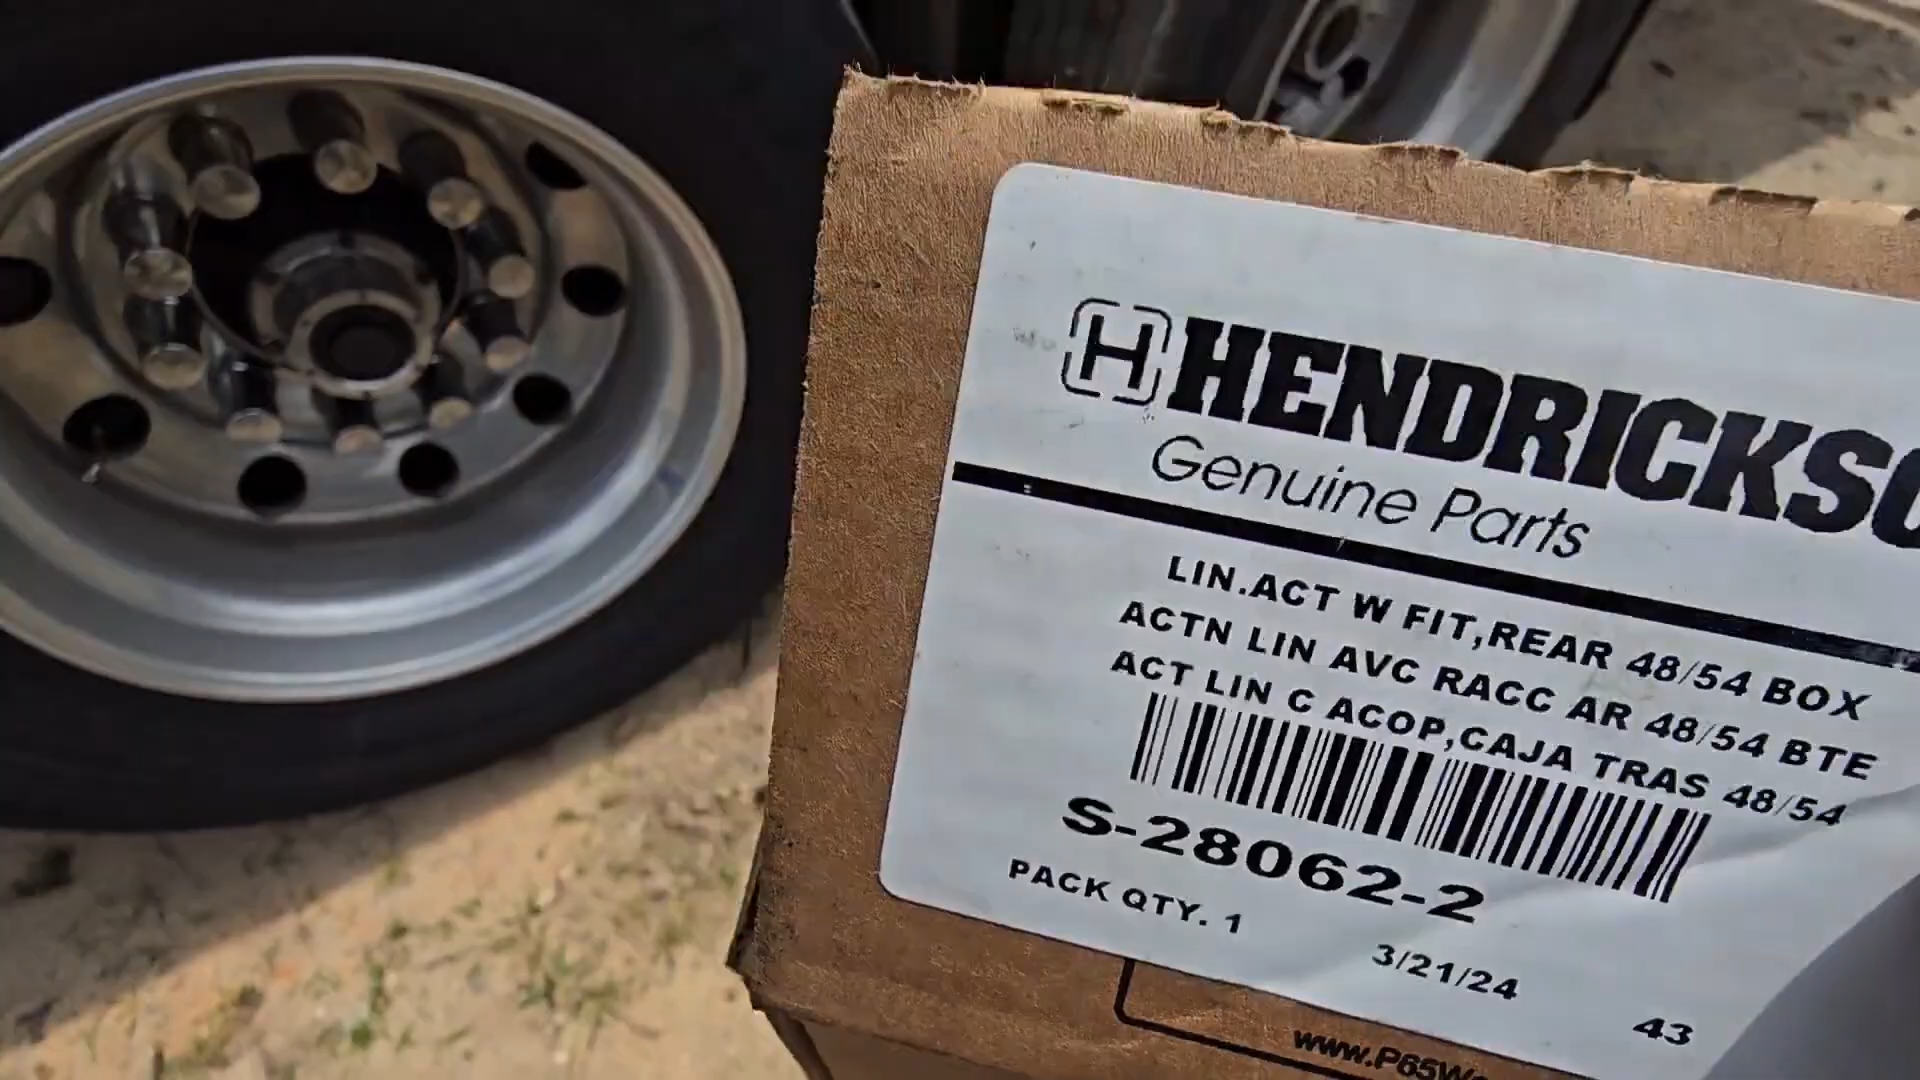 H HENDRICKSO
Genuine Parts
LIN.ACT W FIT,REAR 48/54 BOX
ACTN LIN AVC RACC AR 48/54 BTE
ACT LIN C ACOP,CAJA TRAS 48/54
S-28062-2
PACK QTY. 1
3/21/24
43
www.P65W